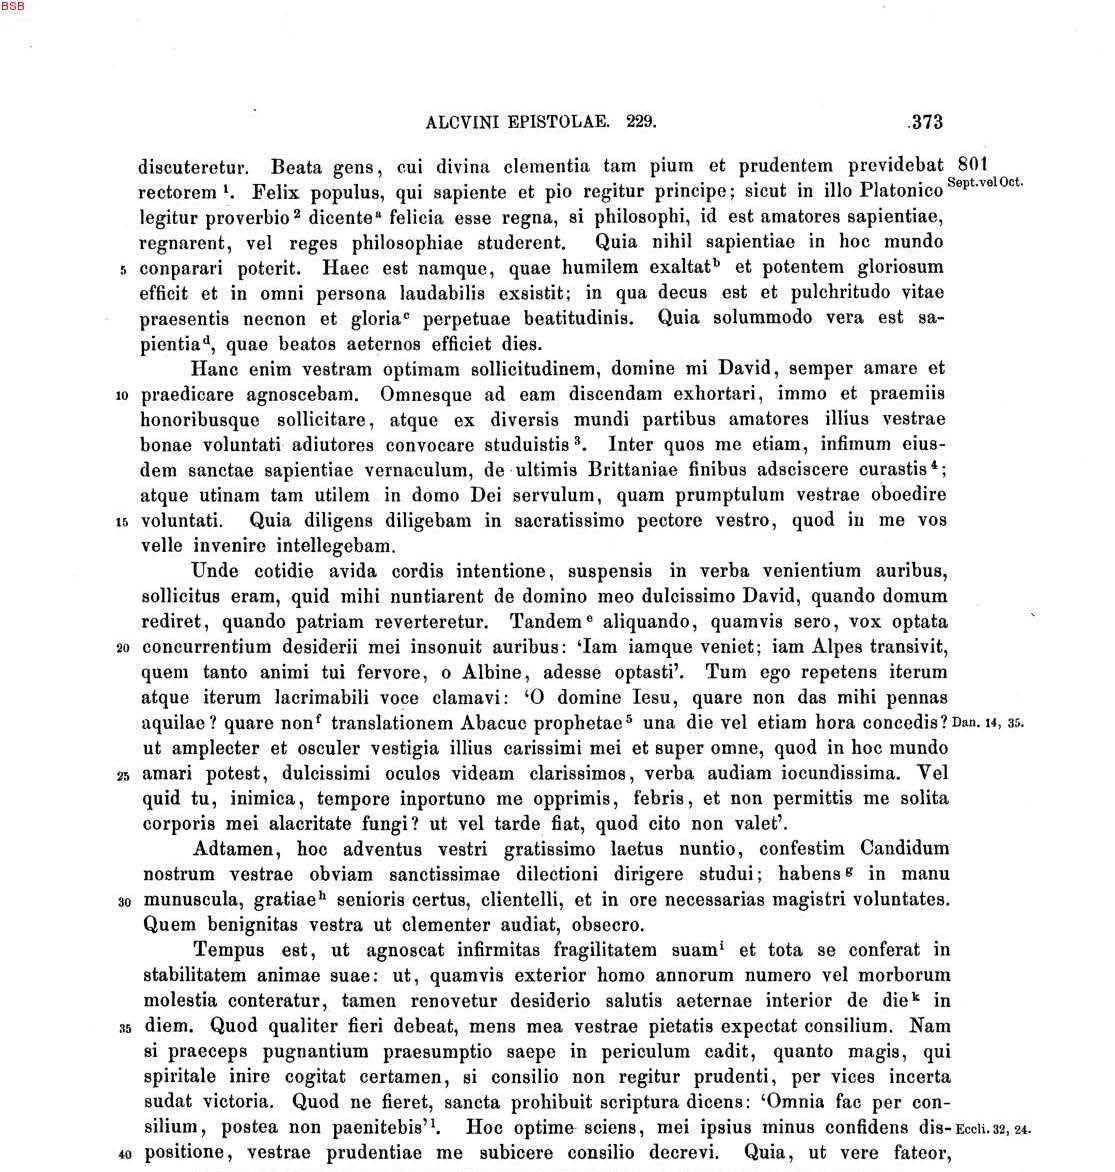 BSB
ALCVINI EPISTOLAE. 229. 373
discuteretur. Beata gens, cui divina clementia tam pium et prudentem previdebat 801
rectorem ¹. Felix populus, qui sapiente et pio regitur principe; sicut in illo Platonico Sept. vel Oct.
legitur proverbio ² dicenteᵃ felicia esse regna, si philosophi, id est amatores sapientiae,
regnarent, vel reges philosophiae studerent. Quia nihil sapientiae in hoc mundo
5 conparari poterit. Haec est namque, quae humilem exaltatᵇ et potentem gloriosum
efficit et in omni persona laudabilis exsistit; in qua decus est et pulchritudo vitae
praesentis necnon et gloriaᶜ perpetuae beatitudinis. Quia solummodo vera est sa-
pientiaᵈ, quae beatos aeternos efficiet dies.
Hanc enim vestram optimam sollicitudinem, domine mi David, semper amare et
10 praedicare agnoscebam. Omnesque ad eam discendam exhortari, immo et praemiis
honoribusque sollicitare, atque ex diversis mundi partibus amatores illius vestrae
bonae voluntati adiutores convocare studuistis ³. Inter quos me etiam, infimum eius-
dem sanctae sapientiae vernaculum, de ultimis Brittaniae finibus adsciscere curastis ⁴;
atque utinam tam utilem in domo Dei servulum, quam prumptulum vestrae oboedire
15 voluntati. Quia diligens diligebam in sacratissimo pectore vestro, quod in me vos
velle invenire intellegebam.
Unde cotidie avida cordis intentione, suspensis in verba venientium auribus,
sollicitus eram, quid mihi nuntiarent de domino meo dulcissimo David, quando domum
rediret, quando patriam reverteretur. Tandem ᵉ aliquando, quamvis sero, vox optata
20 concurrentium desiderii mei insonuit auribus: ‘Iam iamque veniet; iam Alpes transivit,
quem tanto animi tui fervore, o Albine, adesse optasti’. Tum ego repetens iterum
atque iterum lacrimabili voce clamavi: ‘O domine Iesu, quare non das mihi pennas
aquilae? quare nonᶠ translationem Abacuc prophetae ⁵ una die vel etiam hora concedis? Dan. 14, 35.
ut amplecter et osculer vestigia illius carissimi mei et super omne, quod in hoc mundo
25 amari potest, dulcissimi oculos videam clarissimos, verba audiam iocundissima. Vel
quid tu, inimica, tempore inportuno me opprimis, febris, et non permittis me solita
corporis mei alacritate fungi? ut vel tarde fiat, quod cito non valet’.
Adtamen, hoc adventus vestri gratissimo laetus nuntio, confestim Candidum
nostrum vestrae obviam sanctissimae dilectioni dirigere studui; habens ᵍ in manu
30 munuscula, gratiaeʰ senioris certus, clientelli, et in ore necessarias magistri voluntates.
Quem benignitas vestra ut clementer audiat, obsecro.
Tempus est, ut agnoscat infirmitas fragilitatem suamⁱ et tota se conferat in
stabilitatem animae suae: ut, quamvis exterior homo annorum numero vel morborum
molestia conteratur, tamen renovetur desiderio salutis aeternae interior de dieᵏ in
35 diem. Quod qualiter fieri debeat, mens mea vestrae pietatis expectat consilium. Nam
si praeceps pugnantium praesumptio saepe in periculum cadit, quanto magis, qui
spiritale inire cogitat certamen, si consilio non regitur prudenti, per vices incerta
sudat victoria. Quod ne fieret, sancta prohibuit scriptura dicens: ‘Omnia fac per con-
silium, postea non paenitebis’¹. Hoc optime sciens, mei ipsius minus confidens dis- Eccli. 32, 24.
40 positione, vestrae prudentiae me subicere consilio decrevi. Quia, ut vere fateor,